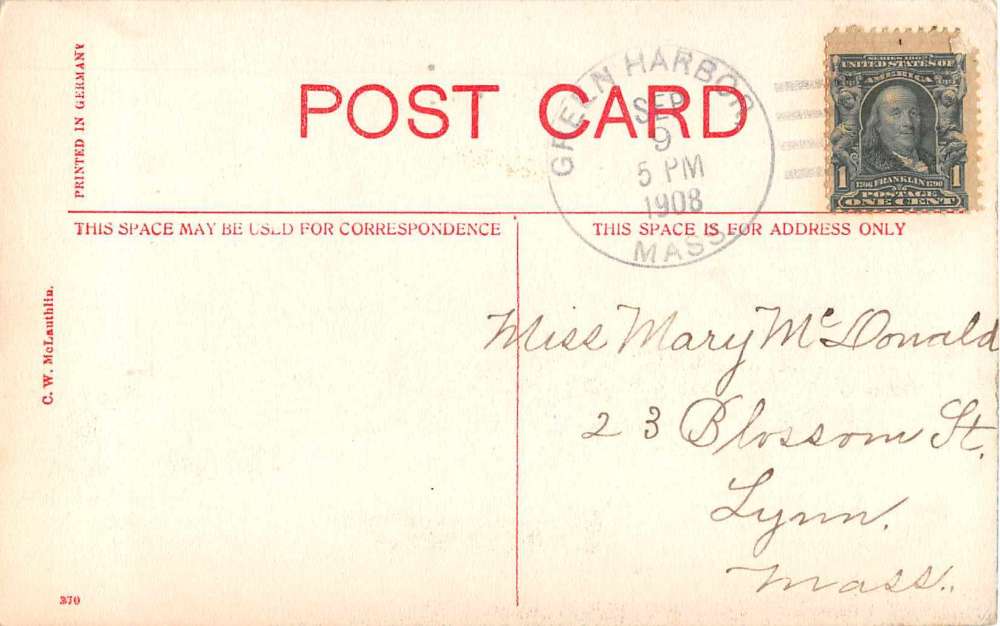 PRINTED IN GERMANY
POST CARD
GREEN HARBOR,
SEP
9
5 PM
1908
MASS.
SERIES 1902
UNITED STATES OF
AMERICA
1 1706 FRANKLIN 1790 1
POSTAGE
ONE CENT
THIS SPACE MAY BE USED FOR CORRESPONDENCE
THIS SPACE IS FOR ADDRESS ONLY
C. W. McLauthlin.
Miss Mary McDonald
23 Blossom St.
Lynn.
Mass.
370